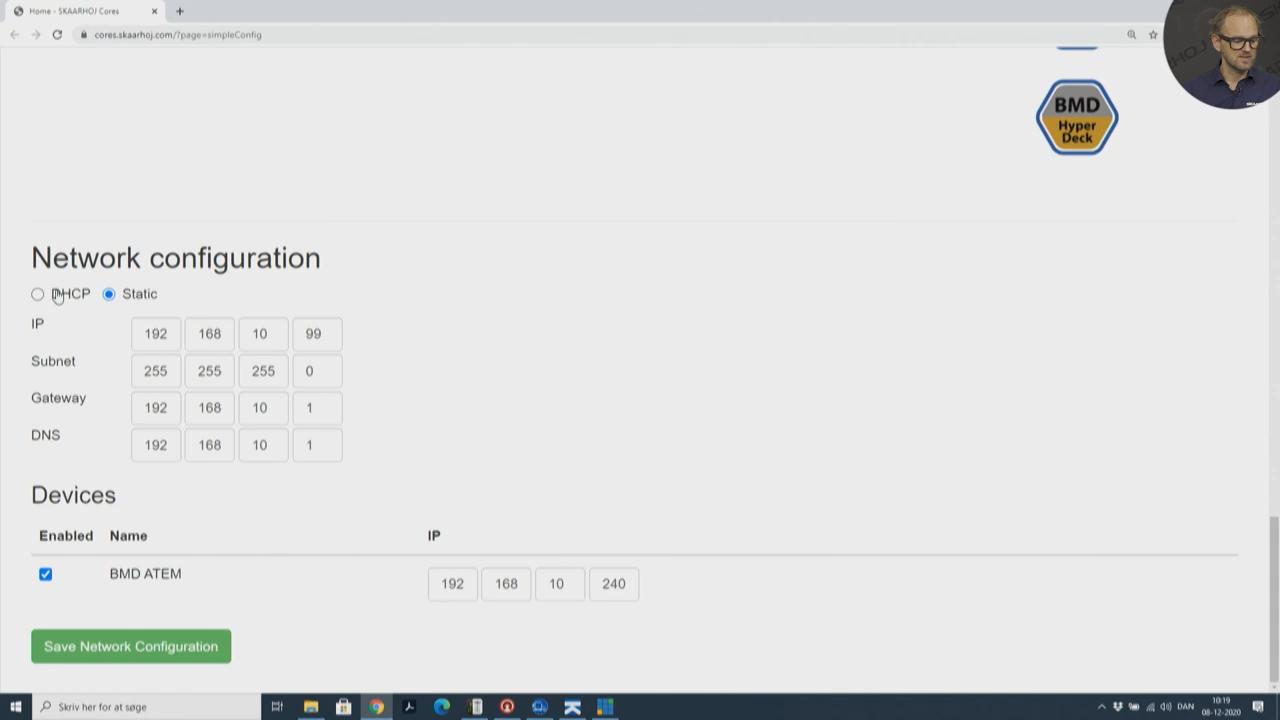 Home - SKAARHOJ Cores
cores.skaarhoj.com/?page=simpleConfig
BMD
Hyper
Deck
Network configuration
DHCP Static
IP 192 168 10 99
Subnet 255 255 255 0
Gateway 192 168 10 1
DNS 192 168 10 1
Devices
Enabled Name IP
BMD ATEM 192 168 10 240
Save Network Configuration
Skriv her for at søge
DAN
10:19
08-12-2020